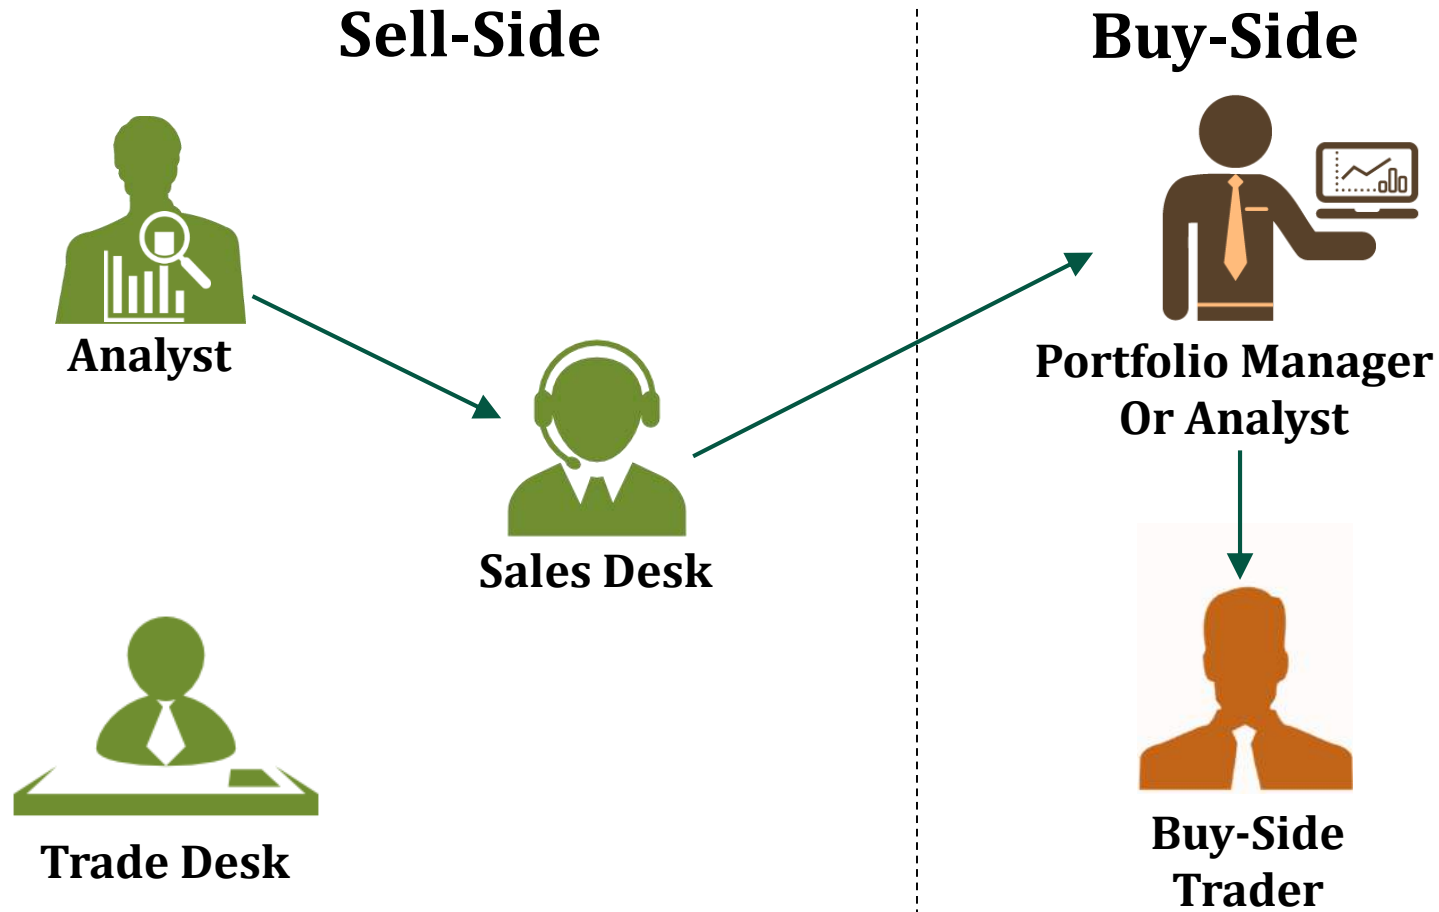 Sell-Side
Buy-Side
Analyst
Sales Desk
Portfolio Manager
Or Analyst
Trade Desk
Buy-Side
Trader